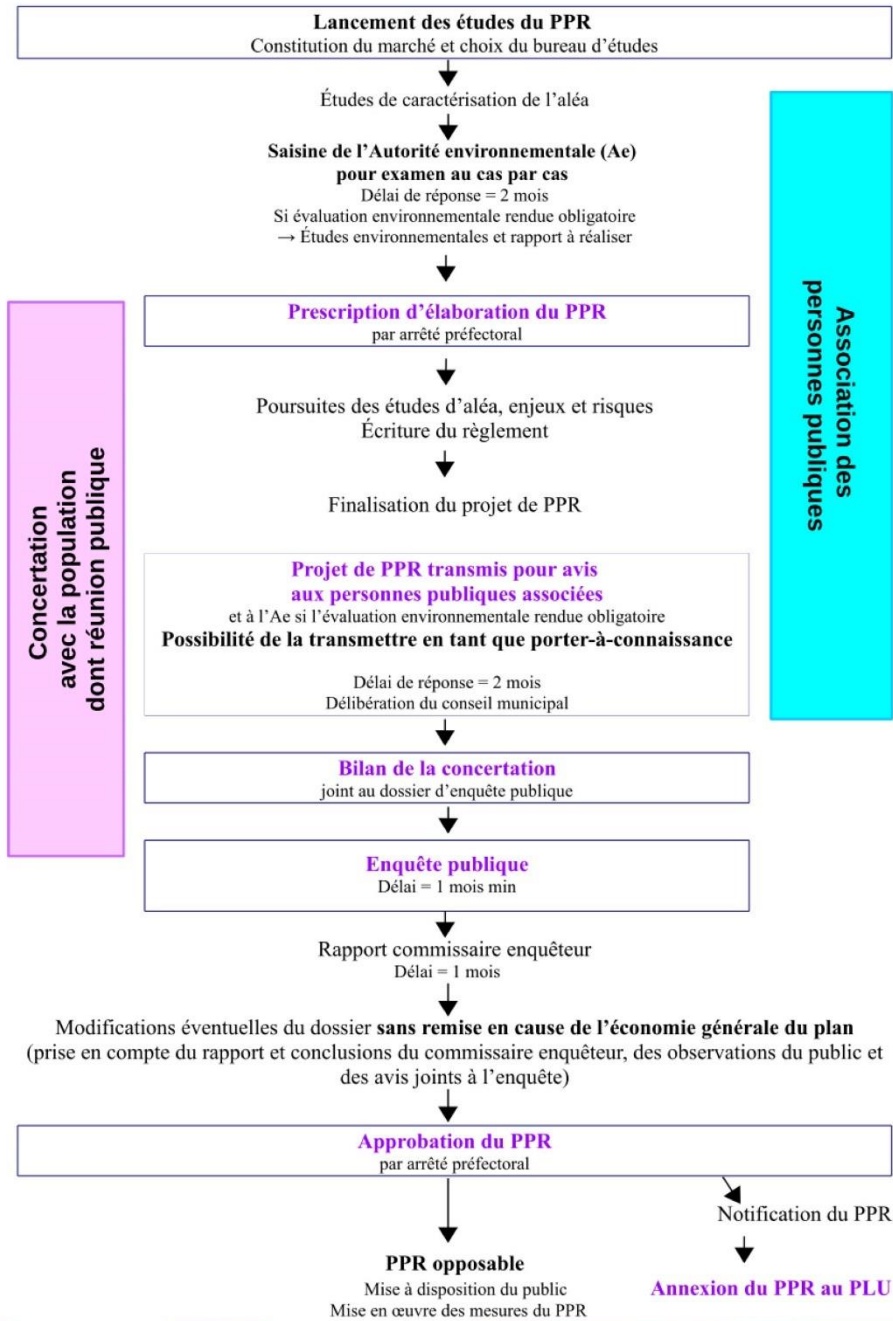 Lancement des études du PPR
Constitution du marché et choix du bureau d’études
Études de caractérisation de l’aléa
Saisine de l’Autorité environnementale (Ae)
pour examen au cas par cas
Délai de réponse = 2 mois
Si évaluation environnementale rendue obligatoire
→ Études environnementales et rapport à réaliser
Association des
personnes publiques
Concertation
avec la population
dont réunion publique
Prescription d’élaboration du PPR
par arrêté préfectoral
Poursuites des études d’aléa, enjeux et risques
Écriture du règlement
Finalisation du projet de PPR
Projet de PPR transmis pour avis
aux personnes publiques associées
et à l’Ae si l’évaluation environnementale rendue obligatoire
Possibilité de la transmettre en tant que porter-à-connaissance
Délai de réponse = 2 mois
Délibération du conseil municipal
Bilan de la concertation
joint au dossier d’enquête publique
Enquête publique
Délai = 1 mois min
Rapport commissaire enquêteur
Délai = 1 mois
Modifications éventuelles du dossier sans remise en cause de l’économie générale du plan
(prise en compte du rapport et conclusions du commissaire enquêteur, des observations du public et
des avis joints à l’enquête)
Approbation du PPR
par arrêté préfectoral
Notification du PPR
PPR opposable
Mise à disposition du public
Mise en œuvre des mesures du PPR
Annexion du PPR au PLU